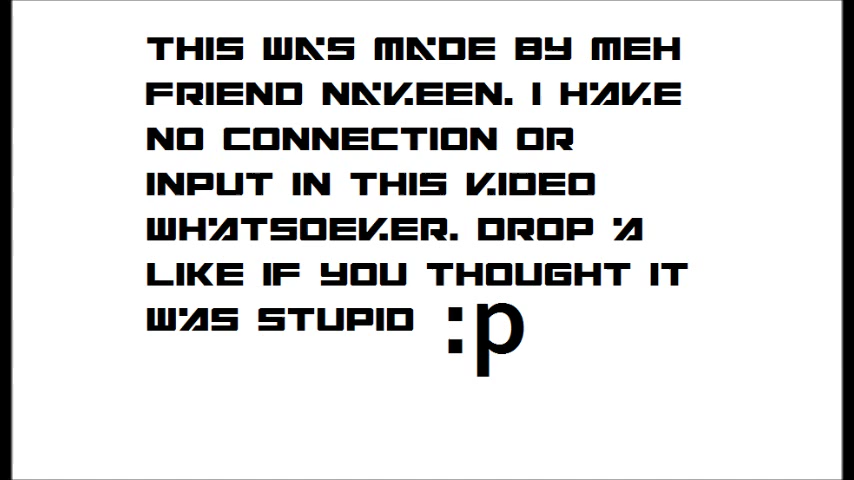 THIS WAS MADE BY MEH
FRIEND NAVEEN. I HAVE
NO CONNECTION OR
INPUT IN THIS VIDEO
WHATSOEVER. DROP A
LIKE IF YOU THOUGHT IT
WAS STUPID :p